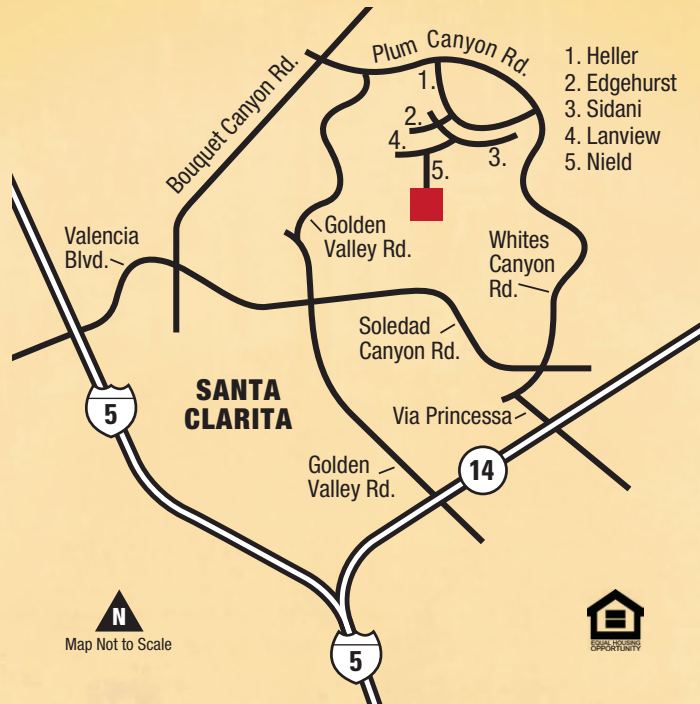 Plum Canyon Rd.
1. Heller
2. Edgehurst
3. Sidani
4. Lanview
5. Nield
Bouquet Canyon Rd.
1.
2.
4.
3.
5.
Golden
Valley Rd.
Valencia
Blvd.
Whites
Canyon
Rd.
Soledad
Canyon Rd.
SANTA
CLARITA
5
Via Princessa
Golden
Valley Rd.
14
N
Map Not to Scale
5
EQUAL HOUSING
OPPORTUNITY